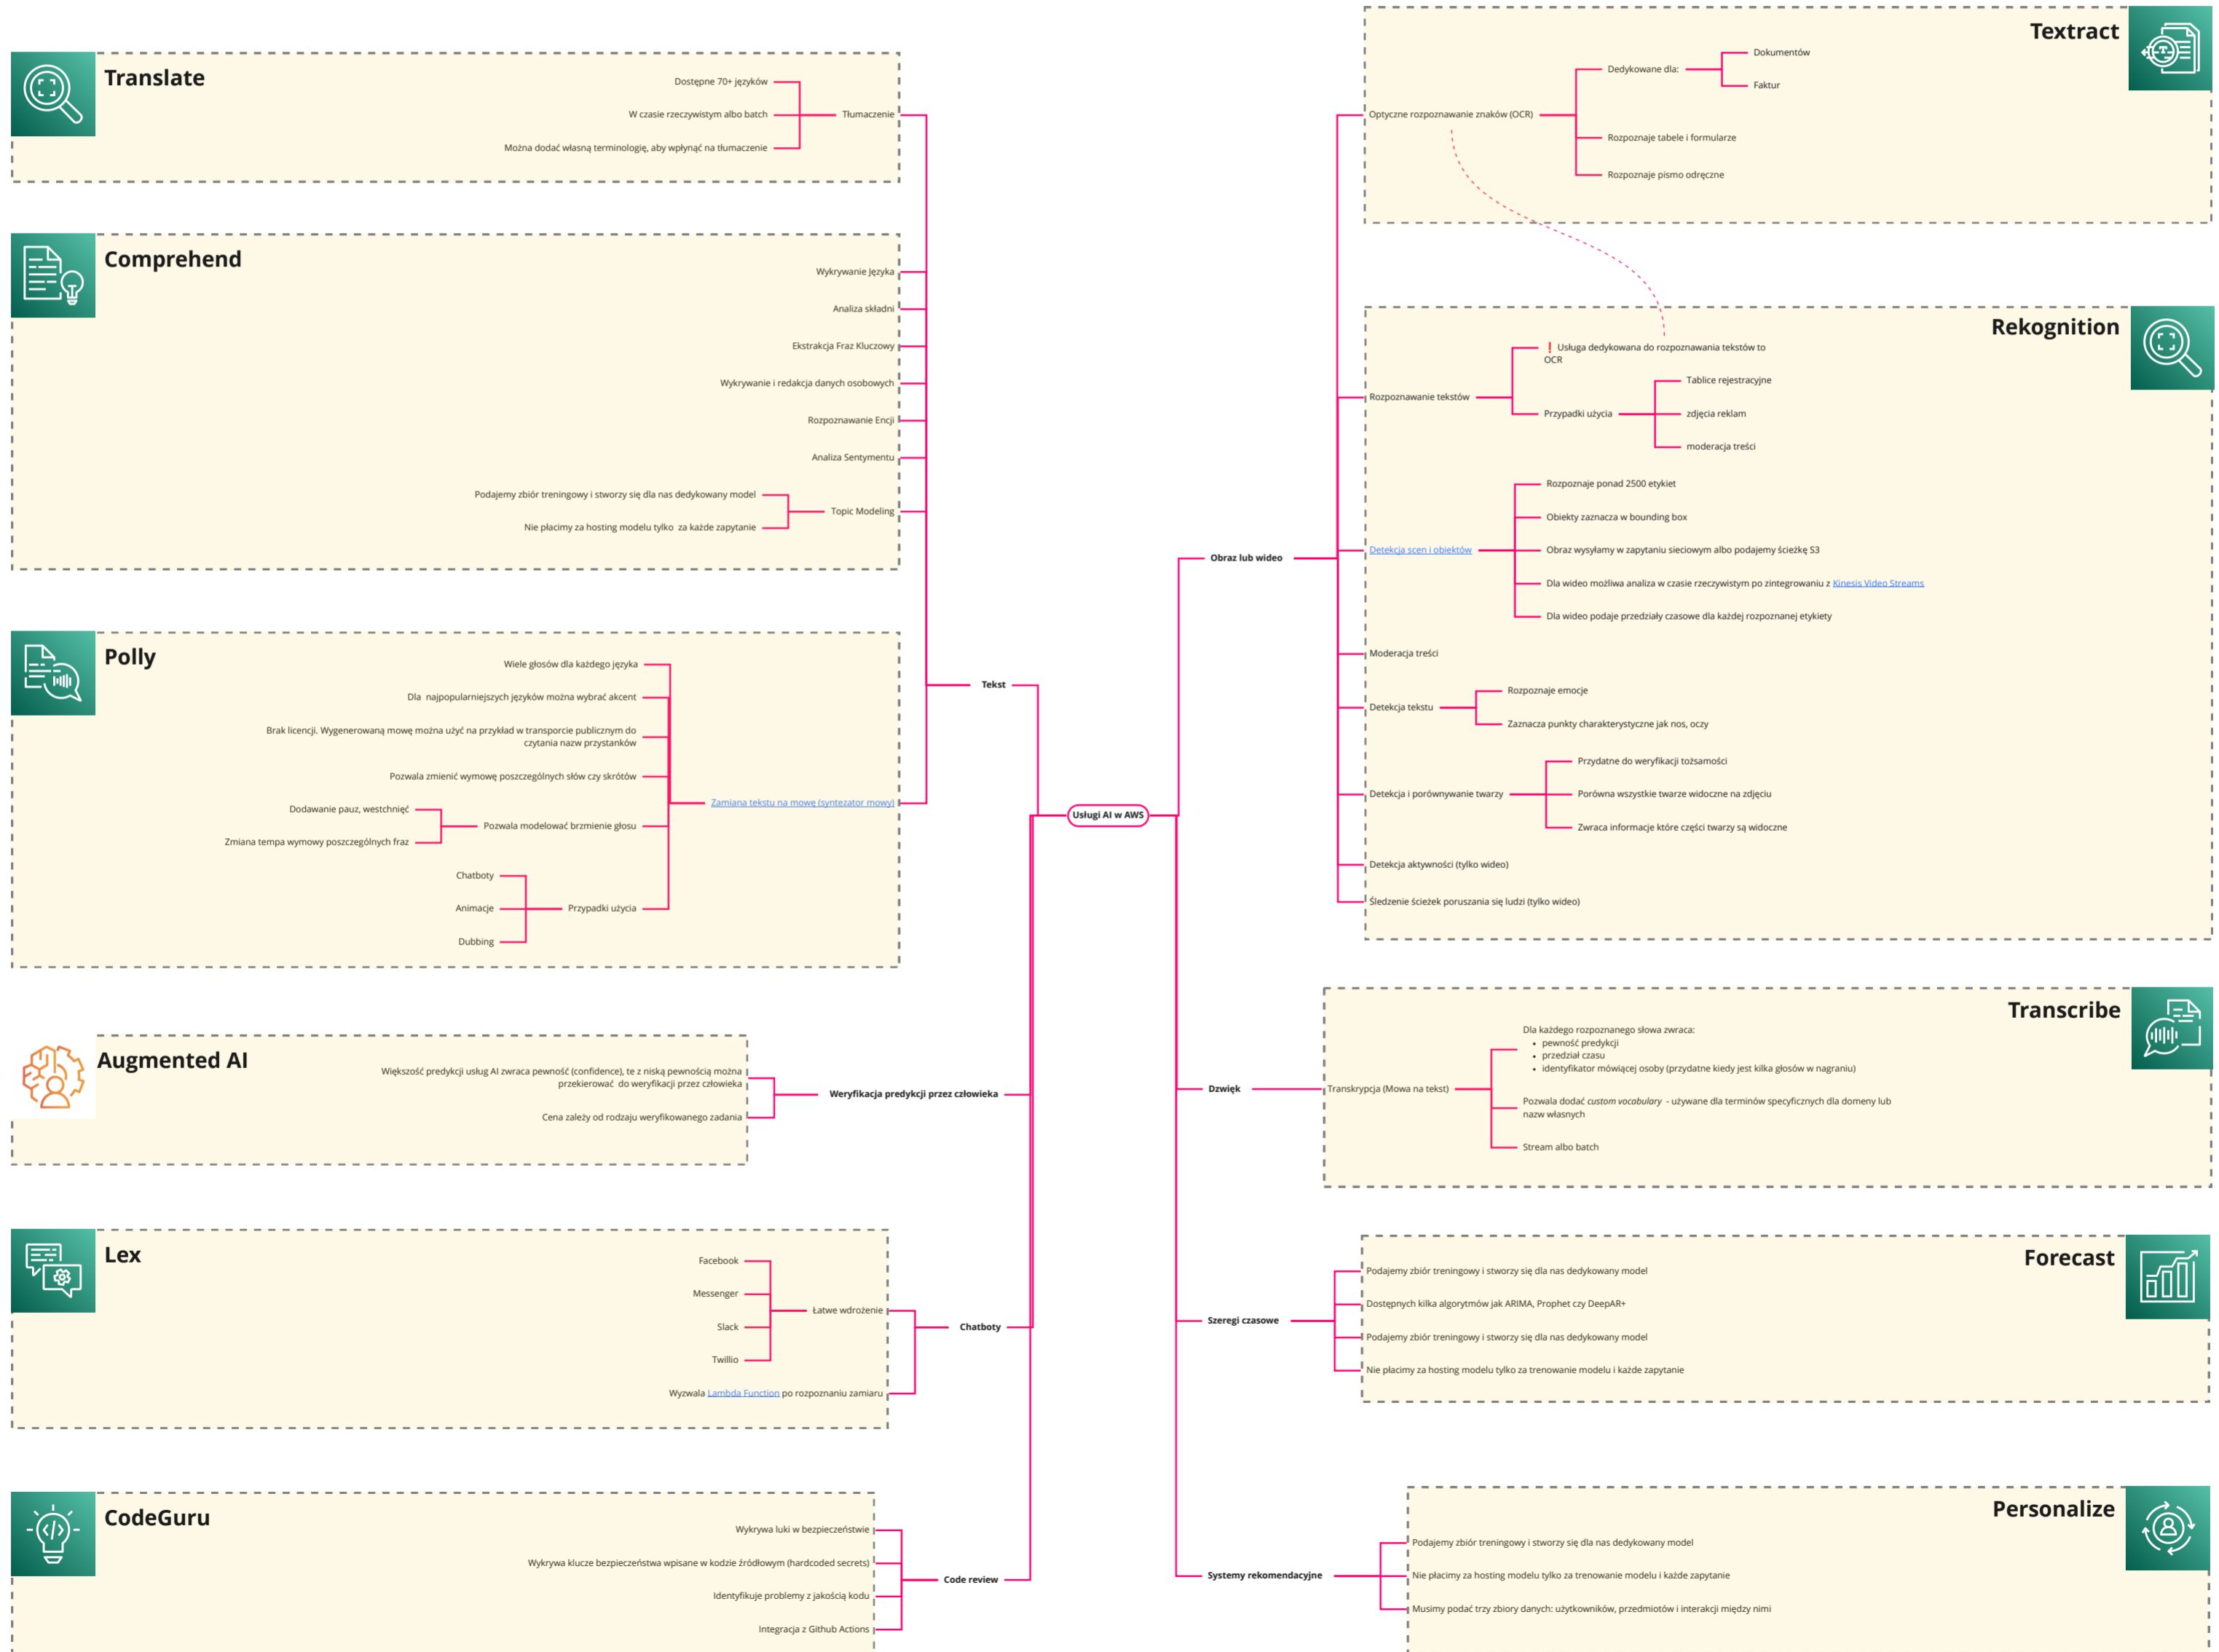 Translate
Dostępne 70+ języków
W czasie rzeczywistym albo batch
Można dodać własną terminologię, aby wpłynąć na tłumaczenie
Tłumaczenie
Comprehend
Wykrywanie Języka
Analiza składni
Ekstrakcja Fraz Kluczowy
Wykrywanie i redakcja danych osobowych
Rozpoznawanie Encji
Analiza Sentymentu
Podajemy zbiór treningowy i stworzy się dla nas dedykowany model
Nie płacimy za hosting modelu tylko za każde zapytanie
Topic Modeling
Polly
Wiele głosów dla każdego języka
Dla najpopularniejszych języków można wybrać akcent
Brak licencji. Wygenerowaną mowę można użyć na przykład w transporcie publicznym do
czytania nazw przystanków
Pozwala zmienić wymowę poszczególnych słów czy skrótów
Dodawanie pauz, westchnięć
Zmiana tempa wymowy poszczególnych fraz
Pozwala modelować brzmienie głosu
Chatboty
Animacje
Dubbing
Przypadki użycia
Zamiana tekstu na mowę (syntezator mowy)
Tekst
Augmented AI
Większość predykcji usług AI zwraca pewność (confidence), te z niską pewnością można
przekierować do weryfikacji przez człowieka
Cena zależy od rodzaju weryfikowanego zadania
Weryfikacja predykcji przez człowieka
Lex
Facebook
Messenger
Slack
Twillio
Łatwe wdrożenie
Wyzwala Lambda Function po rozpoznaniu zamiaru
Chatboty
CodeGuru
Wykrywa luki w bezpieczeństwie
Wykrywa klucze bezpieczeństwa wpisane w kodzie źródłowym (hardcoded secrets)
Identyfikuje problemy z jakością kodu
Integracja z Github Actions
Code review
Usługi AI w AWS
Obraz lub wideo
Textract
Optyczne rozpoznawanie znaków (OCR)
Dedykowane dla:
Dokumentów
Faktur
Rozpoznaje tabele i formularze
Rozpoznaje pismo odręczne
Rekognition
Rozpoznawanie tekstów
❗ Usługa dedykowana do rozpoznawania tekstów to
OCR
Przypadki użycia
Tablice rejestracyjne
zdjęcia reklam
moderacja treści
Detekcja scen i obiektów
Rozpoznaje ponad 2500 etykiet
Obiekty zaznacza w bounding box
Obraz wysyłamy w zapytaniu sieciowym albo podajemy ścieżkę S3
Dla wideo możliwa analiza w czasie rzeczywistym po zintegrowaniu z Kinesis Video Streams
Dla wideo podaje przedziały czasowe dla każdej rozpoznanej etykiety
Moderacja treści
Detekcja tekstu
Rozpoznaje emocje
Zaznacza punkty charakterystyczne jak nos, oczy
Detekcja i porównywanie twarzy
Przydatne do weryfikacji tożsamości
Porówna wszystkie twarze widoczne na zdjęciu
Zwraca informacje które części twarzy są widoczne
Detekcja aktywności (tylko wideo)
Śledzenie ścieżek poruszania się ludzi (tylko wideo)
Transcribe
Dzwięk
Transkrypcja (Mowa na tekst)
Dla każdego rozpoznanego słowa zwraca:
• pewność predykcji
• przedział czasu
• identyfikator mówiącej osoby (przydatne kiedy jest kilka głosów w nagraniu)
Pozwala dodać custom vocabulary - używane dla terminów specyficznych dla domeny lub
nazw własnych
Stream albo batch
Forecast
Szeregi czasowe
Podajemy zbiór treningowy i stworzy się dla nas dedykowany model
Dostępnych kilka algorytmów jak ARIMA, Prophet czy DeepAR+
Podajemy zbiór treningowy i stworzy się dla nas dedykowany model
Nie płacimy za hosting modelu tylko za trenowanie modelu i każde zapytanie
Personalize
Systemy rekomendacyjne
Podajemy zbiór treningowy i stworzy się dla nas dedykowany model
Nie płacimy za hosting modelu tylko za trenowanie modelu i każde zapytanie
Musimy podać trzy zbiory danych: użytkowników, przedmiotów i interakcji między nimi